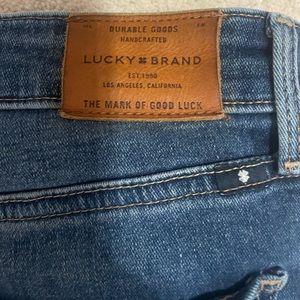 DURABLE GOODS
HANDCRAFTED
LUCKY BRAND
EST.1990
LOS ANGELES, CALIFORNIA
THE MARK OF GOOD LUCK